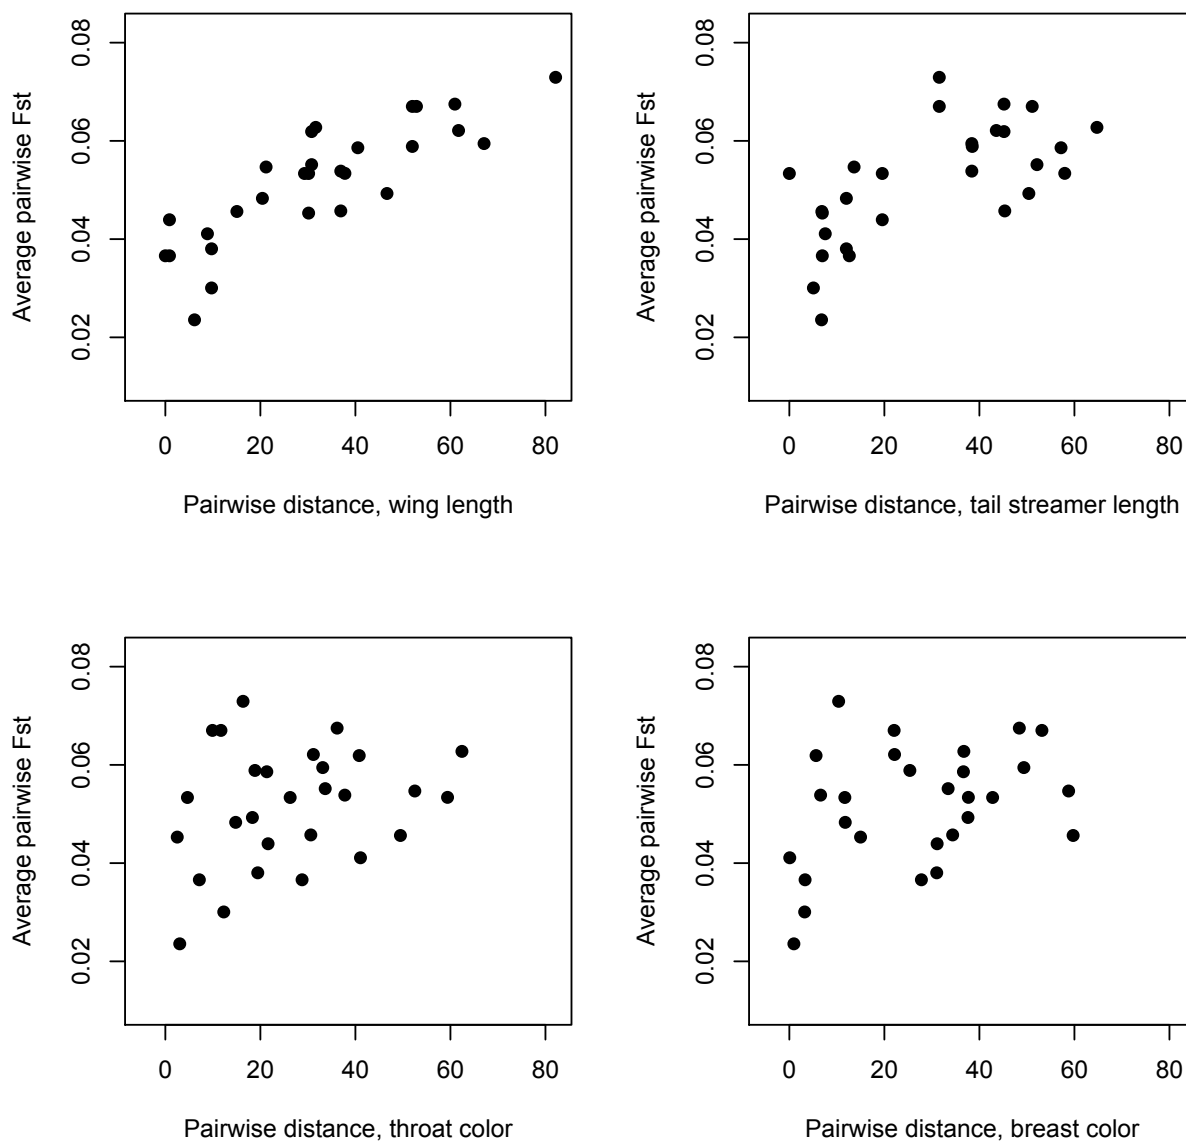 0.08
0.06
0.04
0.02
Average pairwise Fst
0 20 40 60 80
Pairwise distance, wing length
0.08
0.06
0.04
0.02
Average pairwise Fst
0 20 40 60 80
Pairwise distance, tail streamer length
0.08
0.06
0.04
0.02
Average pairwise Fst
0 20 40 60 80
Pairwise distance, throat color
0.08
0.06
0.04
0.02
Average pairwise Fst
0 20 40 60 80
Pairwise distance, breast color